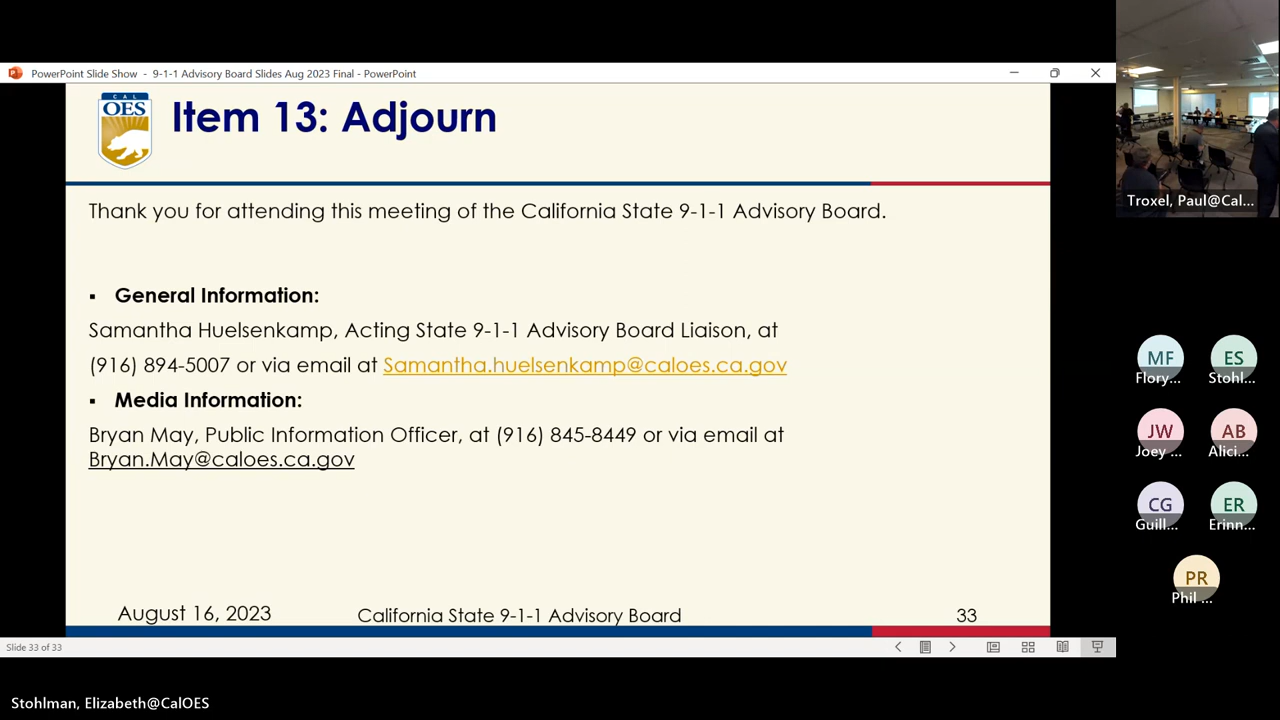 PowerPoint Slide Show - 9-1-1 Advisory Board Slides Aug 2023 Final - PowerPoint
CAL
OES
Item 13: Adjourn
Thank you for attending this meeting of the California State 9-1-1 Advisory Board.
▪ General Information:
Samantha Huelsenkamp, Acting State 9-1-1 Advisory Board Liaison, at
(916) 894-5007 or via email at Samantha.huelsenkamp@caloes.ca.gov
▪ Media Information:
Bryan May, Public Information Officer, at (916) 845-8449 or via email at
Bryan.May@caloes.ca.gov
August 16, 2023
California State 9-1-1 Advisory Board
33
Slide 33 of 33
Troxel, Paul@Cal...
MF
Flory...
ES
Stohl...
JW
Joey ...
AB
Alici...
CG
Guill...
ER
Erinn...
PR
Phil ...
Stohlman, Elizabeth@CalOES